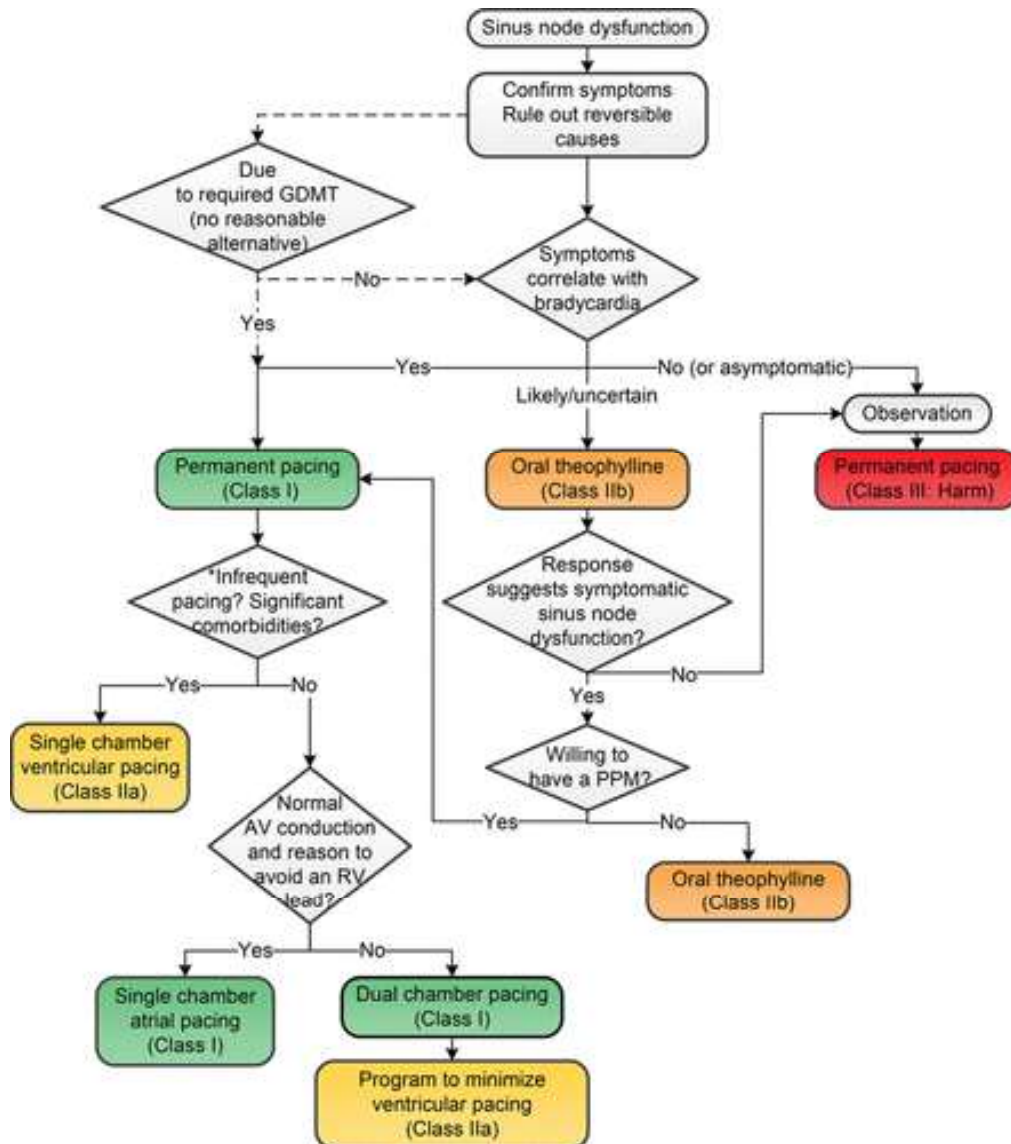 Sinus node dysfunction
Confirm symptoms
Rule out reversible
causes
Due
to required GDMT
(no reasonable
alternative)
No
Symptoms
correlate with
bradycardia
Yes
Yes
No (or asymptomatic)
Likely/uncertain
Observation
Permanent pacing
(Class I)
Oral theophylline
(Class IIb)
Permanent pacing
(Class III: Harm)
*Infrequent
pacing? Significant
comorbidities?
Response
suggests symptomatic
sinus node
dysfunction?
Yes
No
No
Yes
Single chamber
ventricular pacing
(Class IIa)
Willing to
have a PPM?
Normal
AV conduction
and reason to
avoid an RV
lead?
Yes
No
Oral theophylline
(Class IIb)
Yes
No
Single chamber
atrial pacing
(Class I)
Dual chamber pacing
(Class I)
Program to minimize
ventricular pacing
(Class IIa)